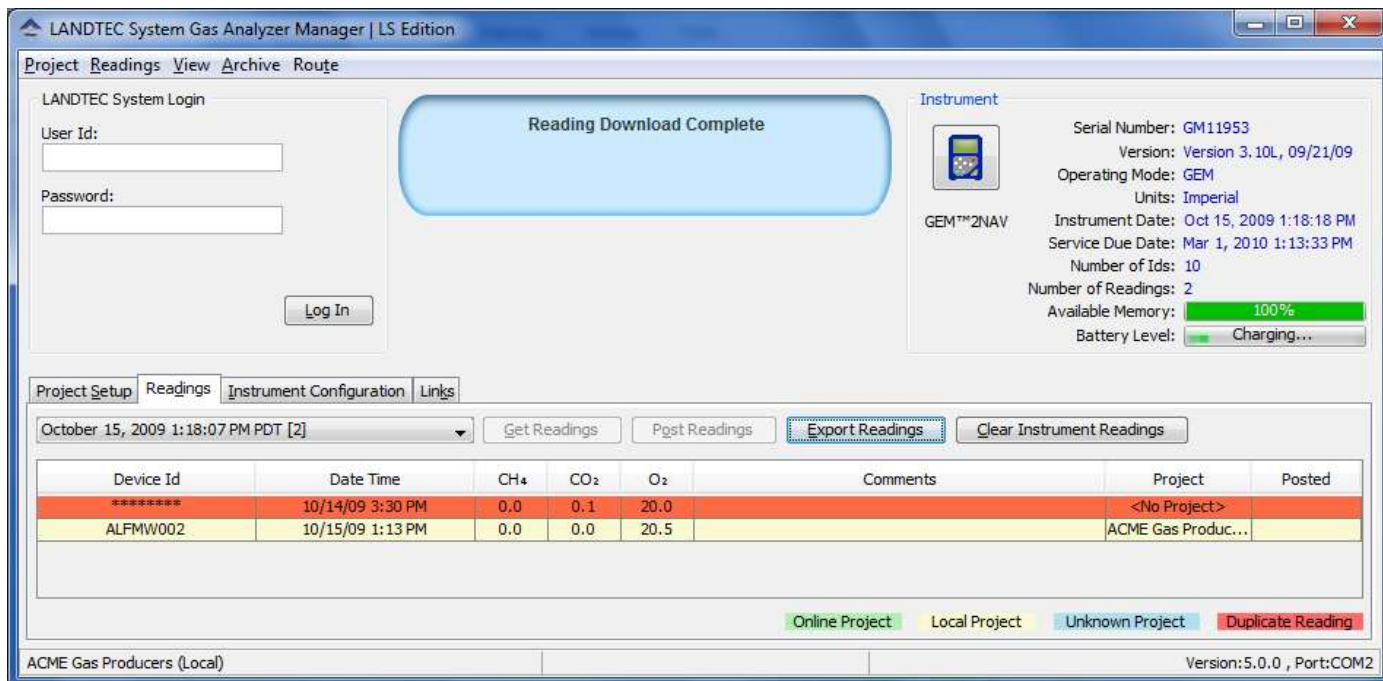 LANDTEC System Gas Analyzer Manager | LS Edition
Project Readings View Archive Route
LANDTEC System Login
User Id:
Password:
Log In
Reading Download Complete
Instrument
GEM™2NAV
Serial Number: GM11953
Version: Version 3.10L, 09/21/09
Operating Mode: GEM
Units: Imperial
Instrument Date: Oct 15, 2009 1:18:18 PM
Service Due Date: Mar 1, 2010 1:13:33 PM
Number of Ids: 10
Number of Readings: 2
Available Memory: 100%
Battery Level: Charging...
Project Setup Readings Instrument Configuration Links
October 15, 2009 1:18:07 PM PDT [2] Get Readings Post Readings Export Readings Clear Instrument Readings
Device Id Date Time CH₄ CO₂ O₂ Comments Project Posted
******** 10/14/09 3:30 PM 0.0 0.1 20.0 <No Project>
ALFMW002 10/15/09 1:13 PM 0.0 0.0 20.5 ACME Gas Produc...
Online Project Local Project Unknown Project Duplicate Reading
ACME Gas Producers (Local) Version:5.0.0 , Port:COM2